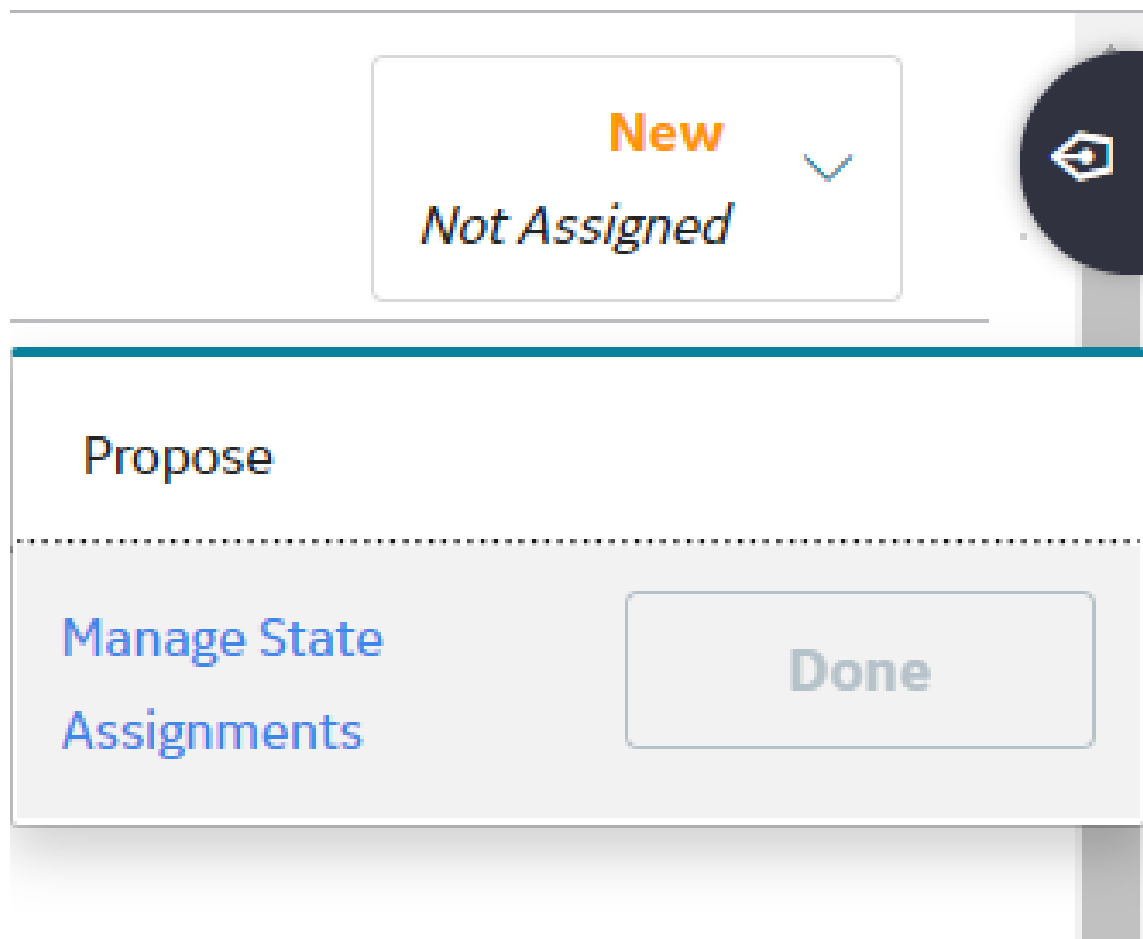 New
Not Assigned
Propose
Manage State
Assignments
Done